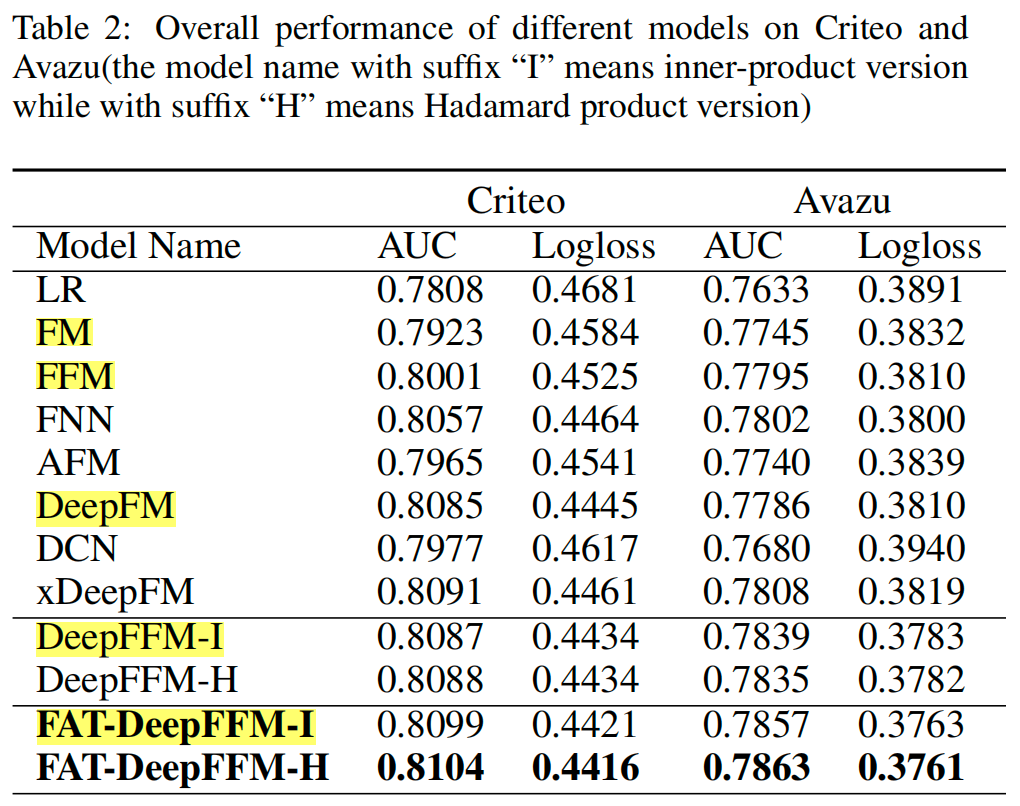 Table 2: Overall performance of different models on Criteo and
Avazu(the model name with suffix “I” means inner-product version
while with suffix “H” means Hadamard product version)
Criteo Avazu
Model Name AUC Logloss AUC Logloss
LR 0.7808 0.4681 0.7633 0.3891
FM 0.7923 0.4584 0.7745 0.3832
FFM 0.8001 0.4525 0.7795 0.3810
FNN 0.8057 0.4464 0.7802 0.3800
AFM 0.7965 0.4541 0.7740 0.3839
DeepFM 0.8085 0.4445 0.7786 0.3810
DCN 0.7977 0.4617 0.7680 0.3940
xDeepFM 0.8091 0.4461 0.7808 0.3819
DeepFFM-I 0.8087 0.4434 0.7839 0.3783
DeepFFM-H 0.8088 0.4434 0.7835 0.3782
FAT-DeepFFM-I 0.8099 0.4421 0.7857 0.3763
FAT-DeepFFM-H 0.8104 0.4416 0.7863 0.3761